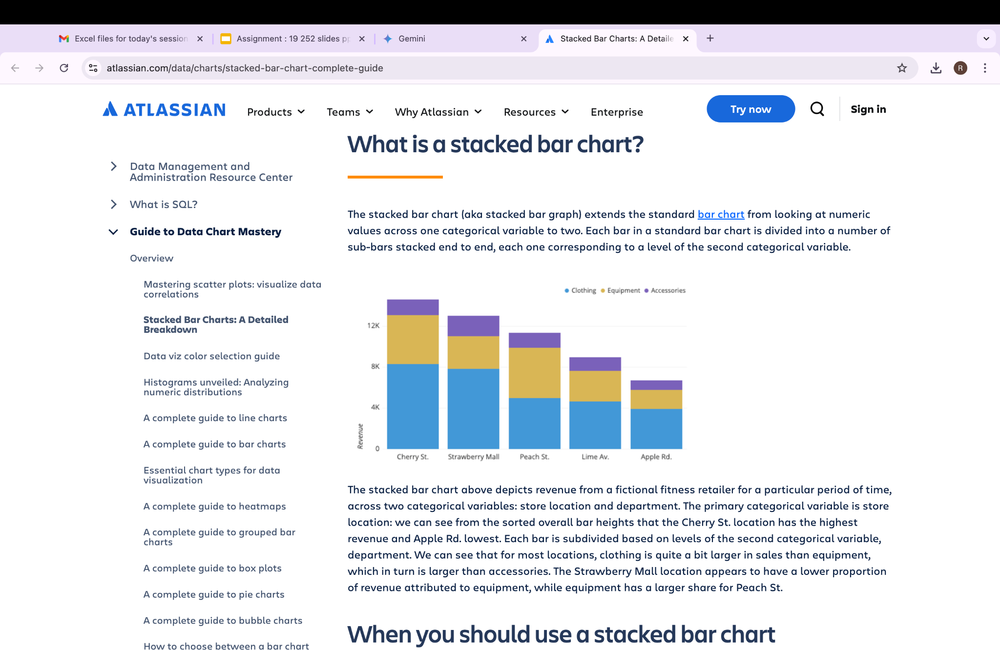 Excel files for today's session
Assignment : 19 252 slides pp
Gemini
Stacked Bar Charts: A Detaile
atlassian.com/data/charts/stacked-bar-chart-complete-guide
R
ATLASSIAN
Products
Teams
Why Atlassian
Resources
Enterprise
Try now
Sign in
Data Management and
Administration Resource Center
What is SQL?
Guide to Data Chart Mastery
Overview
Mastering scatter plots: visualize data
correlations
Stacked Bar Charts: A Detailed
Breakdown
Data viz color selection guide
Histograms unveiled: Analyzing
numeric distributions
A complete guide to line charts
A complete guide to bar charts
Essential chart types for data
visualization
A complete guide to heatmaps
A complete guide to grouped bar
charts
A complete guide to box plots
A complete guide to pie charts
A complete guide to bubble charts
How to choose between a bar chart
What is a stacked bar chart?
The stacked bar chart (aka stacked bar graph) extends the standard bar chart from looking at numeric
values across one categorical variable to two. Each bar in a standard bar chart is divided into a number of
sub-bars stacked end to end, each one corresponding to a level of the second categorical variable.
Clothing Equipment Accessories
12K
8K
4K
0
Revenue
Cherry St. Strawberry Mall Peach St. Lime Av. Apple Rd.
The stacked bar chart above depicts revenue from a fictional fitness retailer for a particular period of time,
across two categorical variables: store location and department. The primary categorical variable is store
location: we can see from the sorted overall bar heights that the Cherry St. location has the highest
revenue and Apple Rd. lowest. Each bar is subdivided based on levels of the second categorical variable,
department. We can see that for most locations, clothing is quite a bit larger in sales than equipment,
which in turn is larger than accessories. The Strawberry Mall location appears to have a lower proportion
of revenue attributed to equipment, while equipment has a larger share for Peach St.
When you should use a stacked bar chart